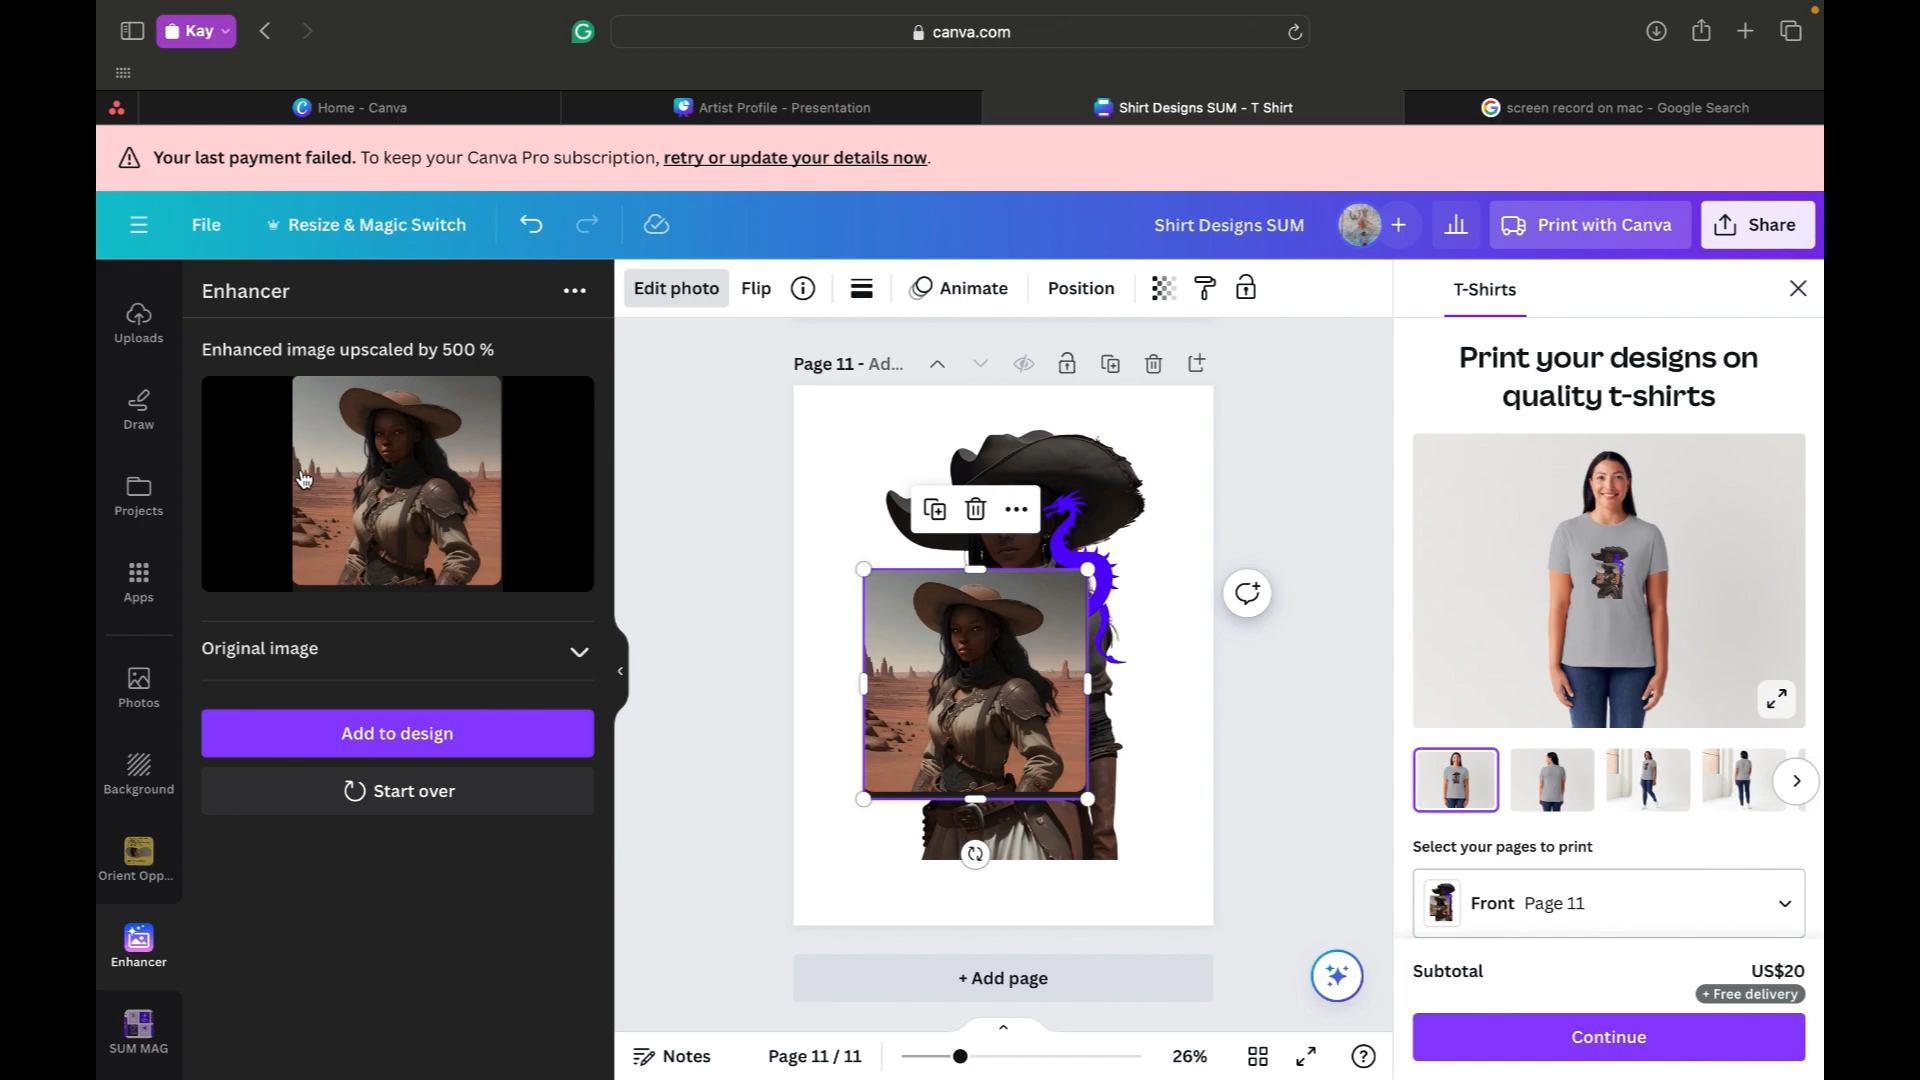 Kay
canva.com
Home - Canva
Artist Profile - Presentation
Shirt Designs SUM - T Shirt
screen record on mac - Google Search
Your last payment failed. To keep your Canva Pro subscription, retry or update your details now.
File
Resize & Magic Switch
Shirt Designs SUM
Print with Canva
Share
Uploads
Draw
Projects
Apps
Photos
Background
Orient Opp...
Enhancer
SUM MAG
Enhancer
Enhanced image upscaled by 500 %
Original image
Add to design
Start over
Edit photo
Flip
Animate
Position
Page 11 - Ad...
+ Add page
Notes
Page 11 / 11
26%
T-Shirts
Print your designs on
quality t-shirts
Select your pages to print
Front Page 11
Subtotal
US$20
+ Free delivery
Continue